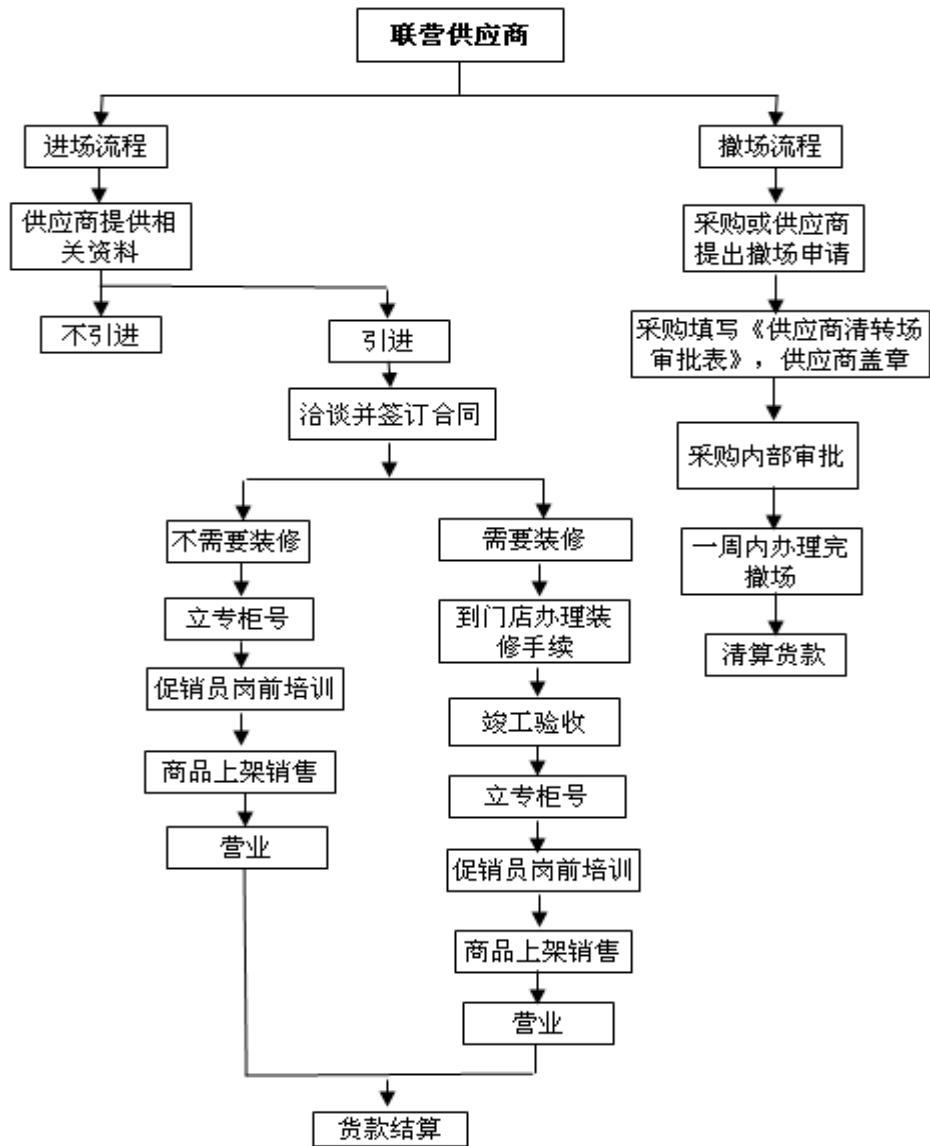 联营供应商
进场流程
撤场流程
供应商提供相
关资料
采购或供应商
提出撤场申请
不引进
引进
采购填写《供应商清转场
审批表》，供应商盖章
洽谈并签订合同
采购内部审批
不需要装修
需要装修
一周内办理完
撤场
立专柜号
到门店办理装
修手续
清算货款
促销员岗前培训
竣工验收
商品上架销售
立专柜号
营业
促销员岗前培训
商品上架销售
营业
货款结算